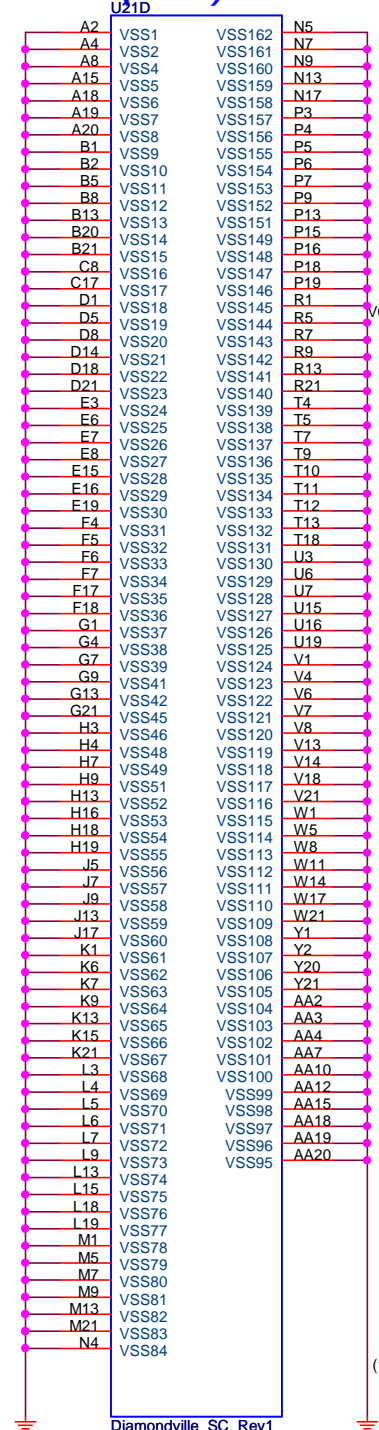 U21D
A2 VSS1 VSS162 N5
A4 VSS2 VSS161 N7
A8 VSS4 VSS160 N9
A15 VSS5 VSS159 N13
A18 VSS6 VSS158 N17
A19 VSS7 VSS157 P3
A20 VSS8 VSS156 P4
B1 VSS9 VSS155 P5
B2 VSS10 VSS154 P6
B5 VSS11 VSS153 P7
B8 VSS12 VSS152 P9
B13 VSS13 VSS151 P13
B20 VSS14 VSS149 P15
B21 VSS15 VSS148 P16
C8 VSS16 VSS147 P18
C17 VSS17 VSS146 P19
D1 VSS18 VSS145 R1
D5 VSS19 VSS144 R5
D8 VSS20 VSS143 R7
D14 VSS21 VSS142 R9
D18 VSS22 VSS141 R13
D21 VSS23 VSS140 R21
E3 VSS24 VSS139 T4
E6 VSS25 VSS138 T5
E7 VSS26 VSS137 T7
E8 VSS27 VSS136 T9
E15 VSS28 VSS135 T10
E16 VSS29 VSS134 T11
E19 VSS30 VSS133 T12
F4 VSS31 VSS132 T13
F5 VSS32 VSS131 T18
F6 VSS33 VSS130 U3
F7 VSS34 VSS129 U6
F17 VSS35 VSS128 U7
F18 VSS36 VSS127 U15
G1 VSS37 VSS126 U16
G4 VSS38 VSS125 U19
G7 VSS39 VSS124 V1
G9 VSS41 VSS123 V4
G13 VSS42 VSS122 V6
G21 VSS45 VSS121 V7
H3 VSS46 VSS120 V8
H4 VSS48 VSS119 V13
H7 VSS49 VSS118 V14
H9 VSS51 VSS117 V18
H13 VSS52 VSS116 V21
H16 VSS53 VSS115 W1
H18 VSS54 VSS114 W5
H19 VSS55 VSS113 W8
J5 VSS56 VSS112 W11
J7 VSS57 VSS111 W14
J9 VSS58 VSS110 W17
J13 VSS59 VSS109 W21
J17 VSS60 VSS108 Y1
K1 VSS61 VSS107 Y2
K6 VSS62 VSS106 Y20
K7 VSS63 VSS105 Y21
K9 VSS64 VSS104 AA2
K13 VSS65 VSS103 AA3
K15 VSS66 VSS102 AA4
K21 VSS67 VSS101 AA7
L3 VSS68 VSS100 AA10
L4 VSS69 VSS99 AA12
L5 VSS70 VSS98 AA15
L6 VSS71 VSS97 AA18
L7 VSS72 VSS96 AA19
L9 VSS73 VSS95 AA20
L13 VSS74
L15 VSS75
L18 VSS76
L19 VSS77
M1 VSS78
M5 VSS79
M7 VSS80
M9 VSS81
M13 VSS82
M21 VSS83
N4 VSS84
Diamondville_SC_Rev1